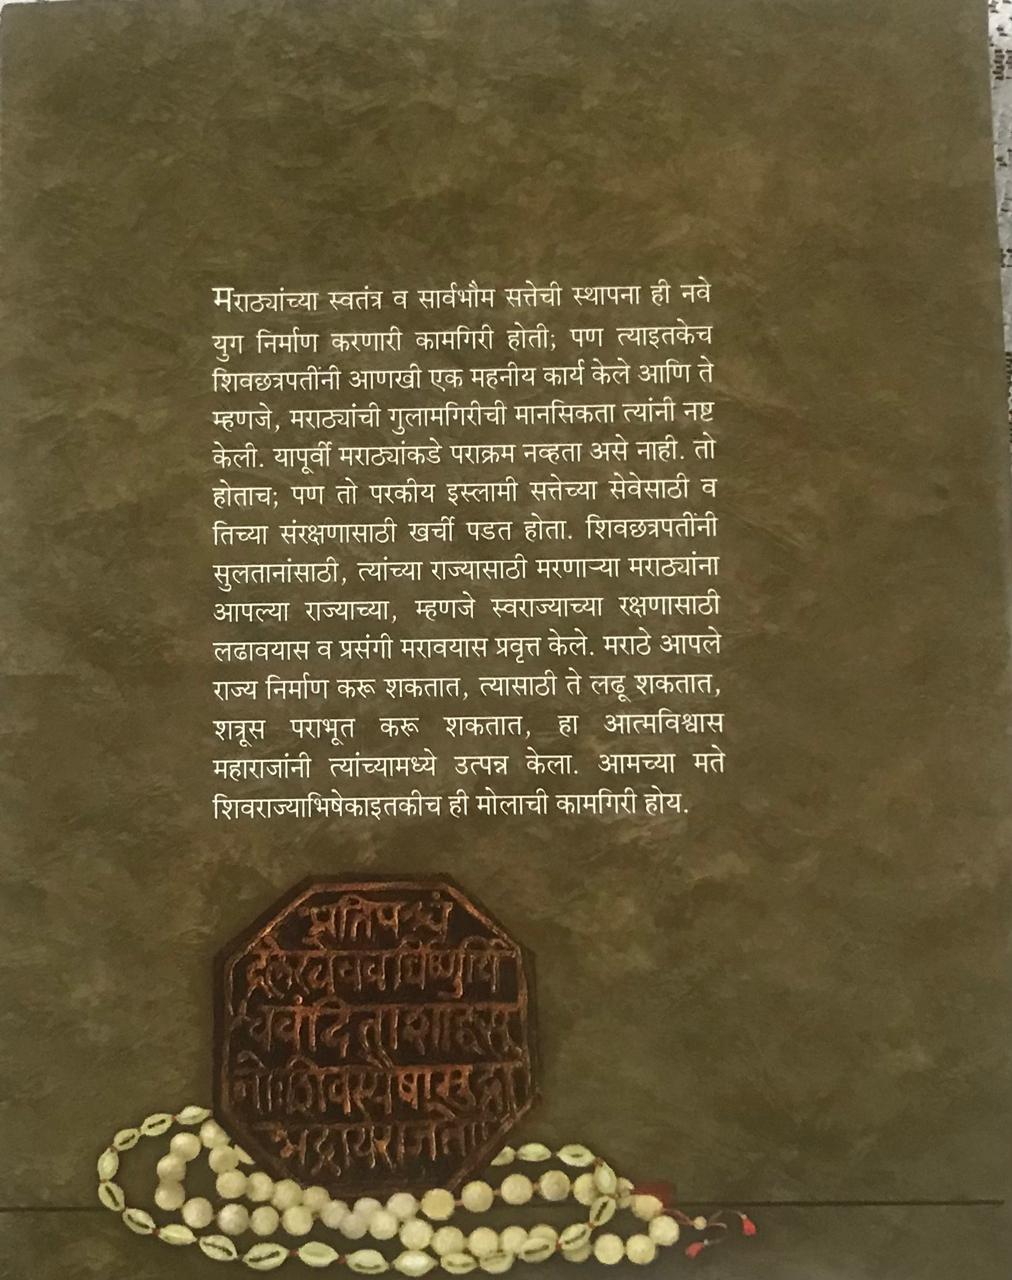 मराठ्यांच्या स्वतंत्र व सार्वभौम सत्तेची स्थापना ही नवे
युग निर्माण करणारी कामगिरी होती; पण त्याइतकेच
शिवछत्रपतींनी आणखी एक महनीय कार्य केले आणि ते
म्हणजे, मराठ्यांची गुलामगिरीची मानसिकता त्यांनी नष्ट
केली. यापूर्वी मराठ्यांकडे पराक्रम नव्हता असे नाही. तो
होताच; पण तो परकीय इस्लामी सत्तेच्या सेवेसाठी व
तिच्या संरक्षणासाठी खर्ची पडत होता. शिवछत्रपतींनी
सुलतानांसाठी, त्यांच्या राज्यासाठी मरणाऱ्या मराठ्यांना
आपल्या राज्याच्या, म्हणजे स्वराज्याच्या रक्षणासाठी
लढावयास व प्रसंगी मरावयास प्रवृत्त केले. मराठे आपले
राज्य निर्माण करू शकतात, त्यासाठी ते लढू शकतात,
शत्रूस पराभूत करू शकतात, हा आत्मविश्वास
महाराजांनी त्यांच्यामध्ये उत्पन्न केला. आमच्या मते
शिवराज्याभिषेकाइतकीच ही मोलाची कामगिरी होय.
प्रतिपच्चं
द्रलेखेववर्धिष्णुर्वि
श्ववंदिता।शाहसू
नोःशिवस्यैषामुद्रा
भद्रायराजते।